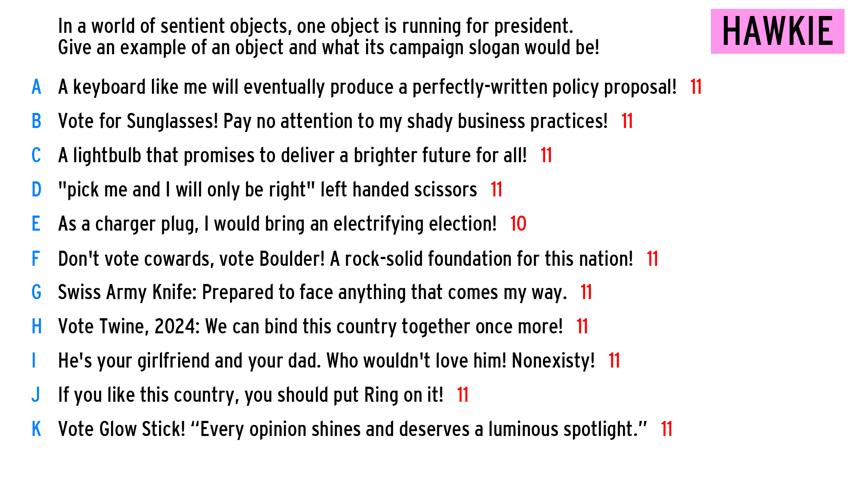 In a world of sentient objects, one object is running for president.
Give an example of an object and what its campaign slogan would be!
HAWKIE
A A keyboard like me will eventually produce a perfectly-written policy proposal! 11
B Vote for Sunglasses! Pay no attention to my shady business practices! 11
C A lightbulb that promises to deliver a brighter future for all! 11
D "pick me and I will only be right" left handed scissors 11
E As a charger plug, I would bring an electrifying election! 10
F Don't vote cowards, vote Boulder! A rock-solid foundation for this nation! 11
G Swiss Army Knife: Prepared to face anything that comes my way. 11
H Vote Twine, 2024: We can bind this country together once more! 11
I He's your girlfriend and your dad. Who wouldn't love him! Nonexisty! 11
J If you like this country, you should put Ring on it! 11
K Vote Glow Stick! “Every opinion shines and deserves a luminous spotlight.” 11